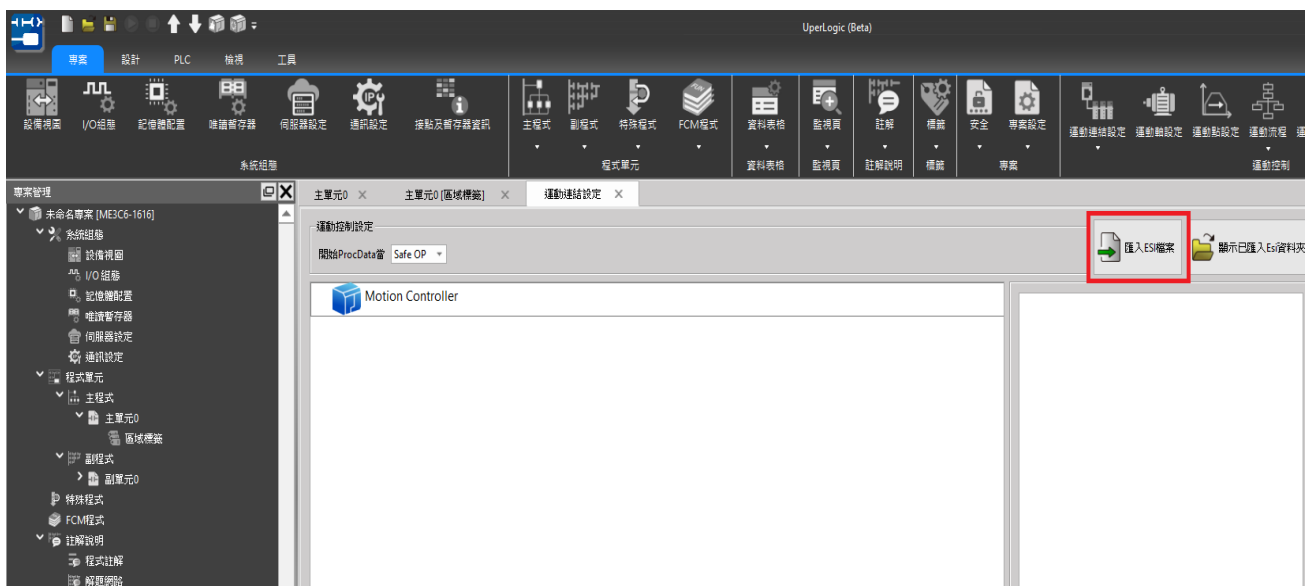 UperLogic (Beta)
專案 設計 PLC 檢視 工具
設備視圖 I/O組態 記憶體配置 唯讀暫存器 伺服器設定 通訊設定 接點及暫存器資訊 主程式 副程式 特殊程式 FCM程式 資料表格 監視頁 註解 標籤 安全 專案設定 運動連結設定 運動軸設定 運動點設定 運動流程
系統組態 程式單元 資料表格 監視頁 註解說明 標籤 專案 運動控制
專案管理
主單元0 主單元0 [區域標籤] 運動連結設定
未命名專案 [ME3C6-1616]
系統組態
設備視圖
I/O 組態
記憶體配置
唯讀暫存器
伺服器設定
通訊設定
程式單元
主程式
主單元0
區域標籤
副程式
副單元0
特殊程式
FCM程式
註解說明
程式註解
解題網路
運動控制設定
開始ProcData當 Safe OP
匯入ESI檔案 顯示已匯入Esi資料夾
Motion Controller